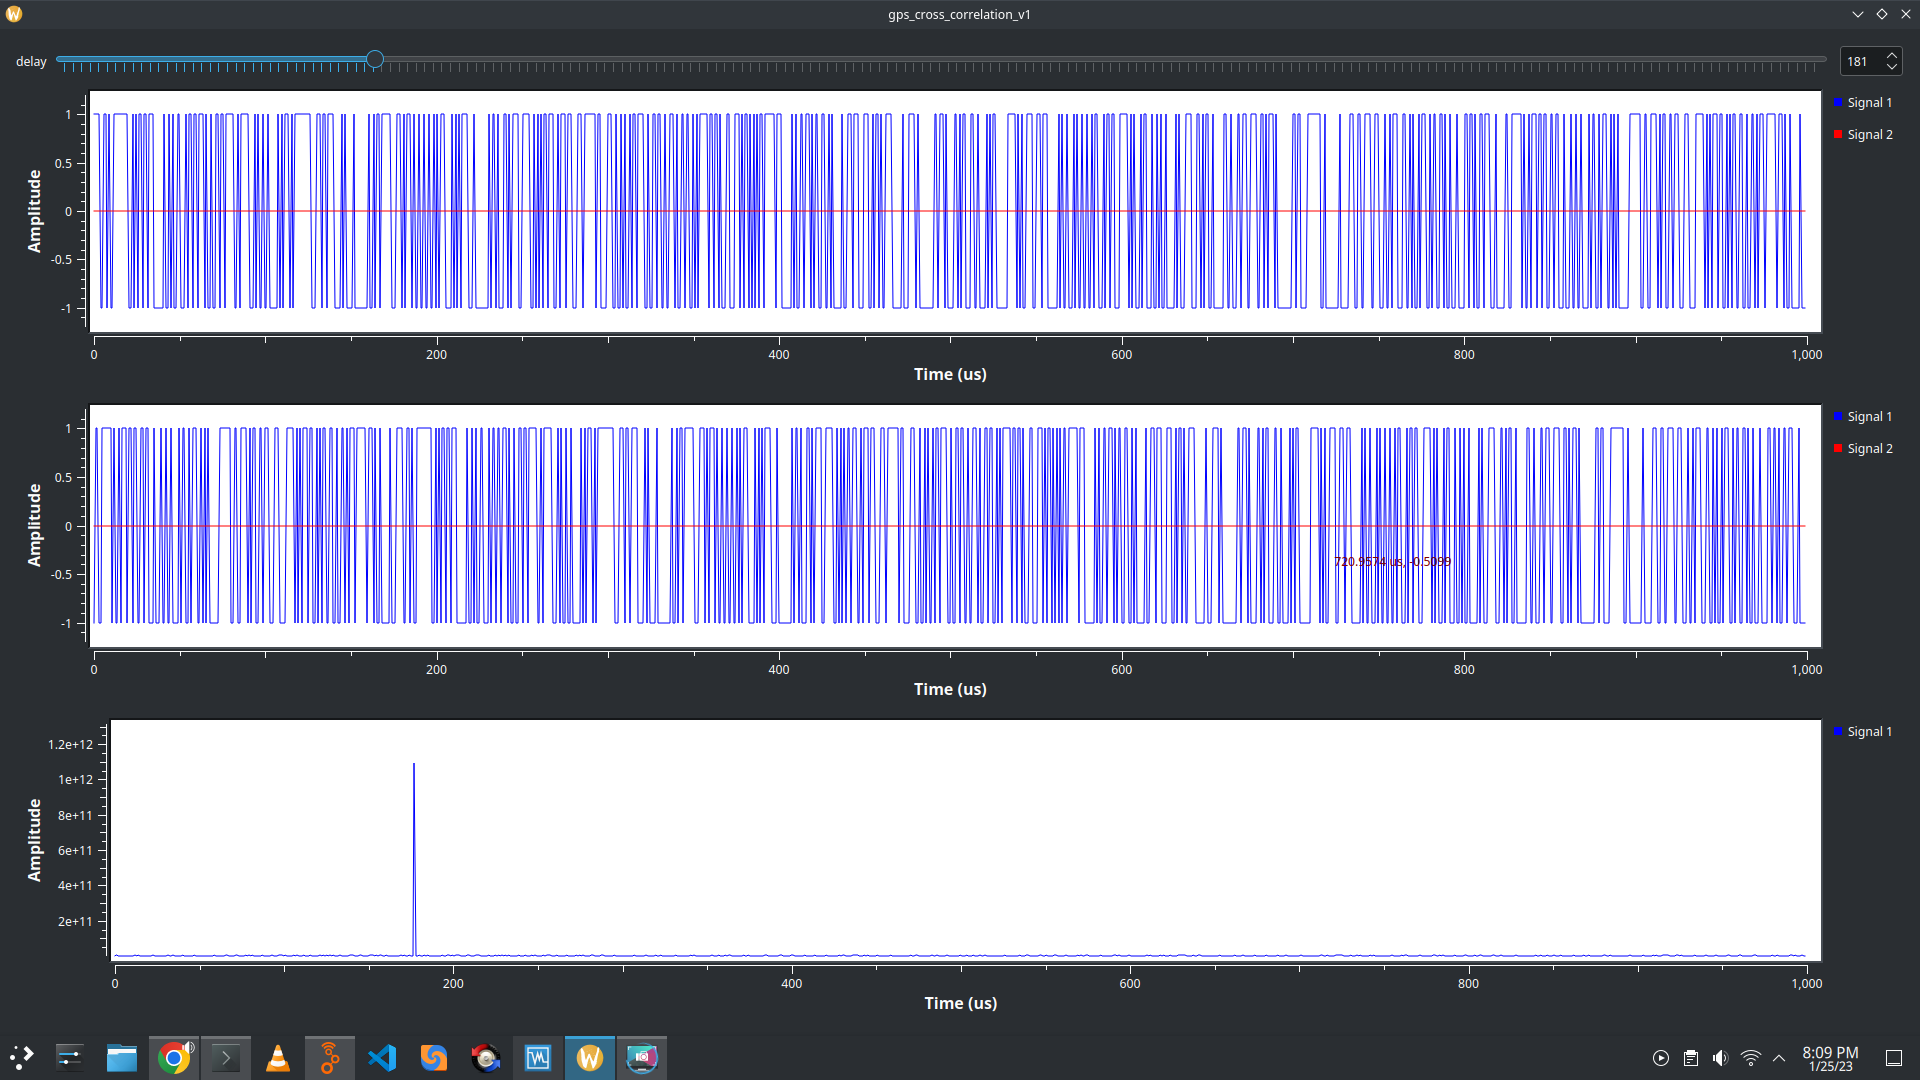 gps_cross_correlation_v1
delay
181
1
0.5
0
-0.5
-1
Amplitude
Signal 1
Signal 2
0 200 400 600 800 1,000
Time (us)
1
0.5
0
-0.5
-1
Amplitude
Signal 1
Signal 2
720.9574 us, -0.5099
0 200 400 600 800 1,000
Time (us)
1.2e+12
1e+12
8e+11
6e+11
4e+11
2e+11
Amplitude
Signal 1
0 200 400 600 800 1,000
Time (us)
8:09 PM
1/25/23